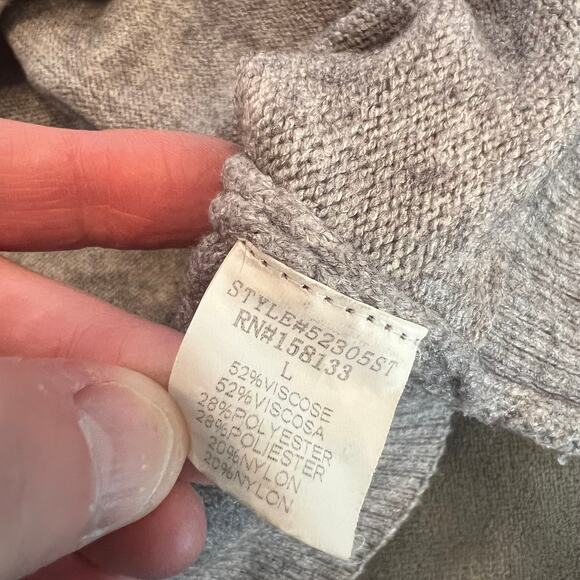 STYLE#52305ST
RN#158133
L
52%VISCOSE
52%VISCOSA
28%POLYESTER
28%POLIESTER
20%NYLON
20%NYLON